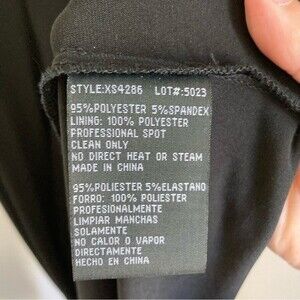 STYLE:XS4286 LOT#:5023
95%POLYESTER 5%SPANDEX
LINING: 100% POLYESTER
PROFESSIONAL SPOT
CLEAN ONLY
NO DIRECT HEAT OR STEAM
MADE IN CHINA
95%POLIESTER 5%ELASTANO
FORRO: 100% POLIESTER
PROFESIONALMENTE
LIMPIAR MANCHAS
SOLAMENTE
NO CALOR O VAPOR
DIRECTAMENTE
HECHO EN CHINA